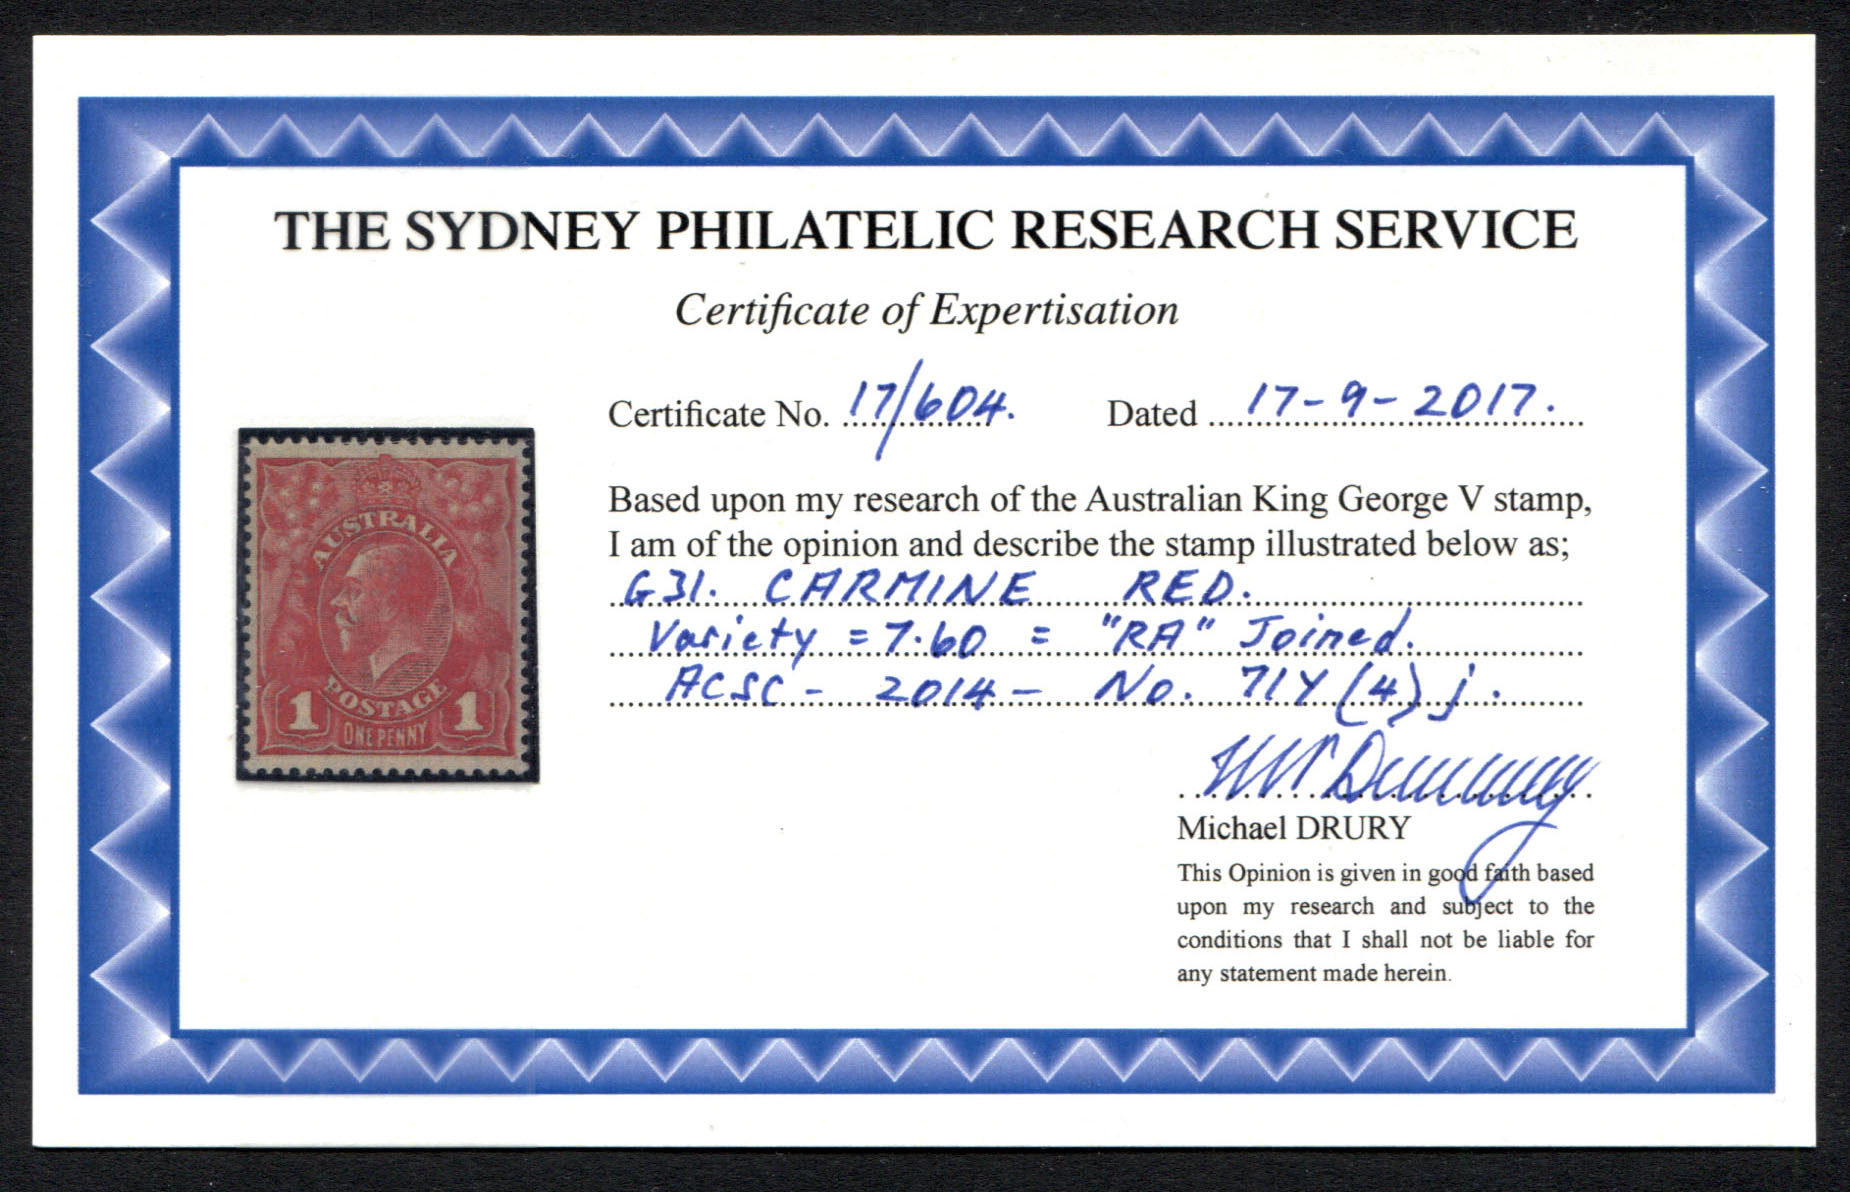 THE SYDNEY PHILATELIC RESEARCH SERVICE
Certificate of Expertisation
Certificate No. 17/604. Dated 17-9-2017.
Based upon my research of the Australian King George V stamp,
I am of the opinion and describe the stamp illustrated below as;
G31. CARMINE RED.
Variety = 7.60 = "RA" Joined.
ACSC - 2014 - No. 71Y (4) j.
Michael DRURY
This Opinion is given in good faith based
upon my research and subject to the
conditions that I shall not be liable for
any statement made herein.
AUSTRALIA
POSTAGE
1 ONE PENNY 1